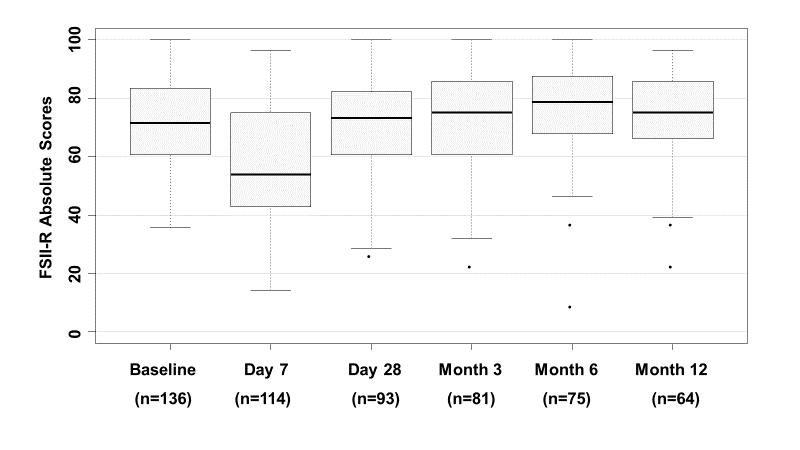 FSII-R Absolute Scores
100
80
60
40
20
0
Baseline Day 7 Day 28 Month 3 Month 6 Month 12
(n=136) (n=114) (n=93) (n=81) (n=75) (n=64)